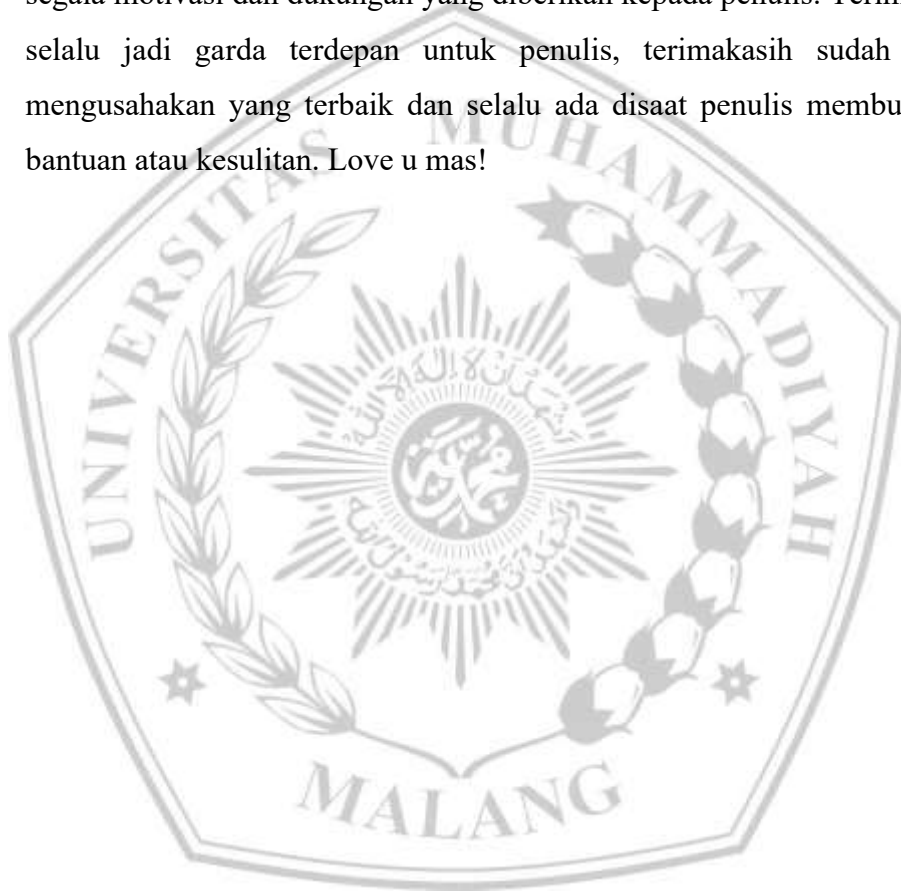 segala motivasi dan dukungan yang diberikan kepada penulis.
selalu jadi garda terdepan untuk penulis, terimakasih sudah
mengusahakan yang terbaik dan selalu ada disaat penulis membu
bantuan atau kesulitan. Love u mas!
UNIVERSITAS MUHAMMADIYAH
MALANG